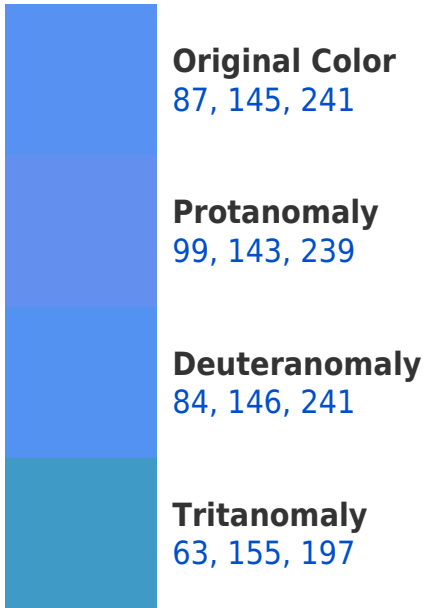 Original Color
87, 145, 241
Protanomaly
99, 143, 239
Deuteranomaly
84, 146, 241
Tritanomaly
63, 155, 197